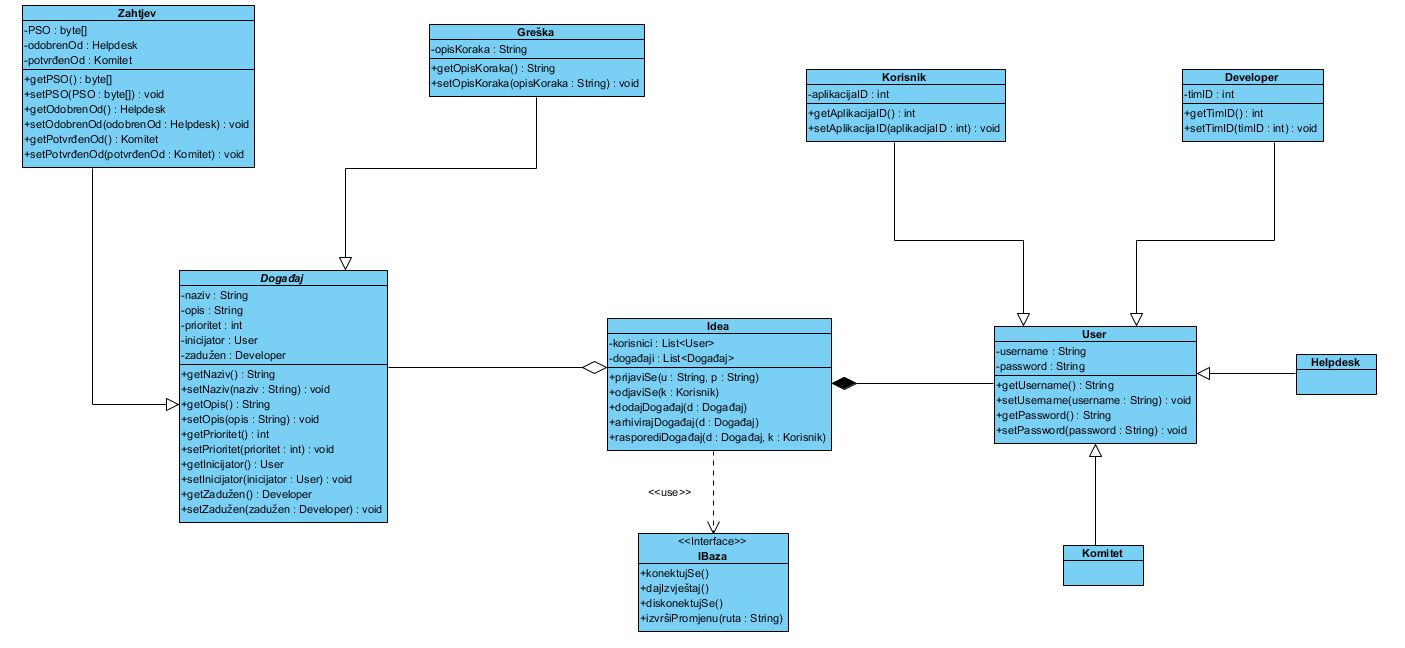 Zahtjev
-PSO : byte[]
-odobrenOd : Helpdesk
-potvrđenOd : Komitet
+getPSO() : byte[]
+setPSO(PSO : byte[]) : void
+getOdobrenOd() : Helpdesk
+setOdobrenOd(odobrenOd : Helpdesk) : void
+getPotvrđenOd() : Komitet
+setPotvrđenOd(potvrđenOd : Komitet) : void
Greška
-opisKoraka : String
+getOpisKoraka() : String
+setOpisKoraka(opisKoraka : String) : void
Korisnik
-aplikacijaID : int
+getAplikacijaID() : int
+setAplikacijaID(aplikacijaID : int) : void
Developer
-timID : int
+getTimID() : int
+setTimID(timID : int) : void
Događaj
-naziv : String
-opis : String
-prioritet : int
-inicijator : User
-zadužen : Developer
+getNaziv() : String
+setNaziv(naziv : String) : void
+getOpis() : String
+setOpis(opis : String) : void
+getPrioritet() : int
+setPrioritet(prioritet : int) : void
+getInicijator() : User
+setInicijator(inicijator : User) : void
+getZadužen() : Developer
+setZadužen(zadužen : Developer) : void
Idea
-korisnici : List<User>
-događaji : List<Događaj>
+prijaviSe(u : String, p : String)
+odjaviSe(k : Korisnik)
+dodajDogađaj(d : Događaj)
+arhivirajDogađaj(d : Događaj)
+rasporediDogađaj(d : Događaj, k : Korisnik)
User
-username : String
-password : String
+getUsername() : String
+setUsername(username : String) : void
+getPassword() : String
+setPassword(password : String) : void
Helpdesk
<<use>>
<<Interface>>
IBaza
+konektujSe()
+dajIzvještaj()
+diskonektujSe()
+izvršiPromjenu(ruta : String)
Komitet